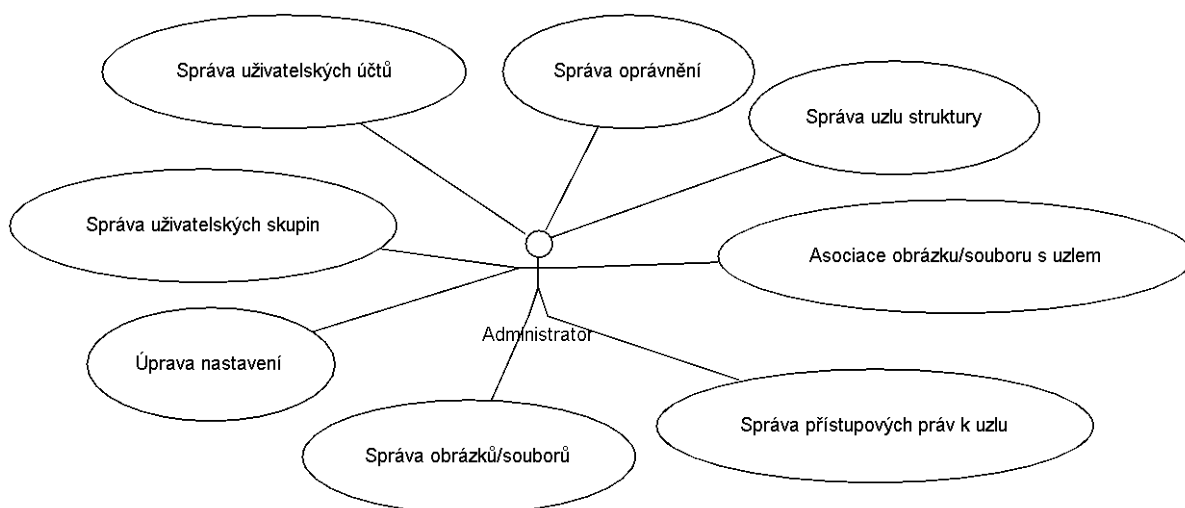 Správa uživatelských účtů
Správa oprávnění
Správa uzlu struktury
Správa uživatelských skupin
Asociace obrázku/souboru s uzlem
Administrator
Úprava nastavení
Správa přístupových práv k uzlu
Správa obrázků/souborů